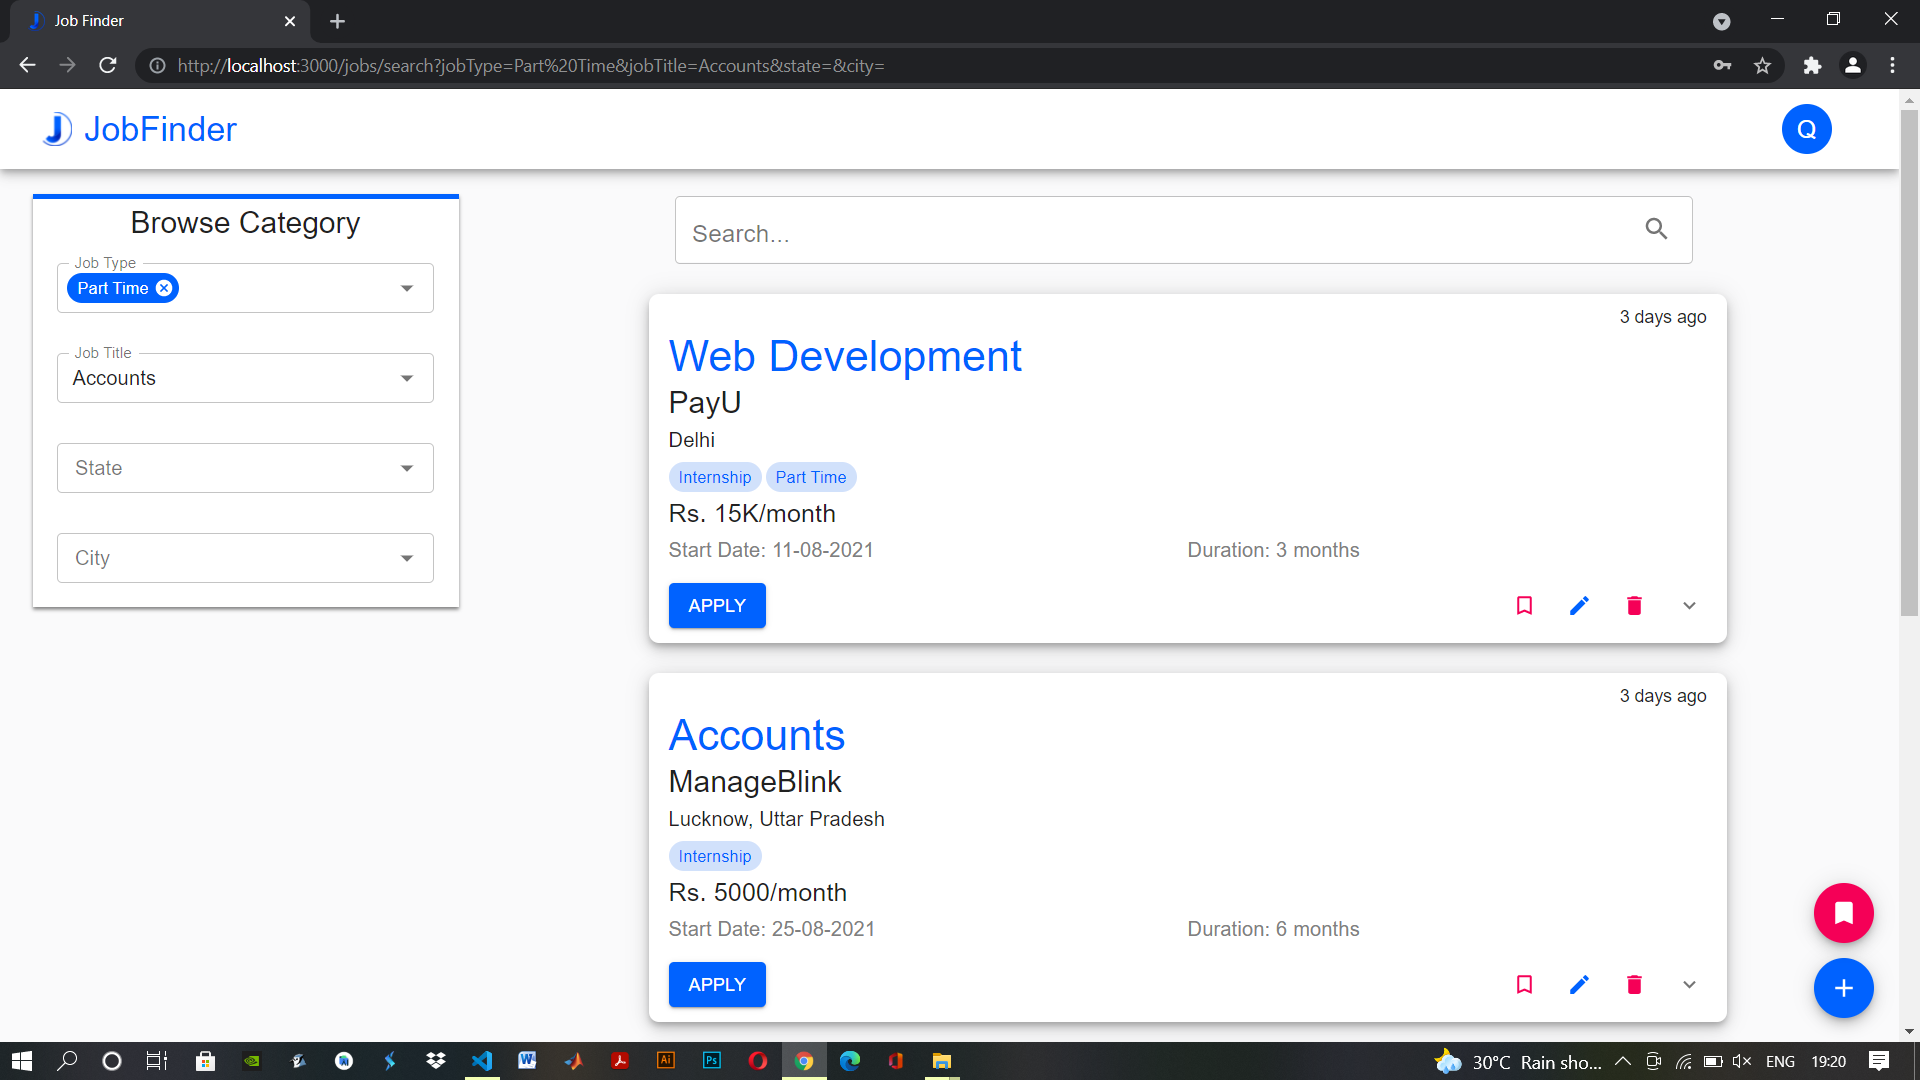 Job Finder
http://localhost:3000/jobs/search?jobType=Part%20Time&jobTitle=Accounts&state=&city=
J JobFinder
Q
Browse Category
Job Type
Part Time
Job Title
Accounts
State
City
Search...
3 days ago
Web Development
PayU
Delhi
Internship Part Time
Rs. 15K/month
Start Date: 11-08-2021 Duration: 3 months
APPLY
3 days ago
Accounts
ManageBlink
Lucknow, Uttar Pradesh
Internship
Rs. 5000/month
Start Date: 25-08-2021 Duration: 6 months
APPLY
Ai Ps 30°C Rain sho... ENG 19:20